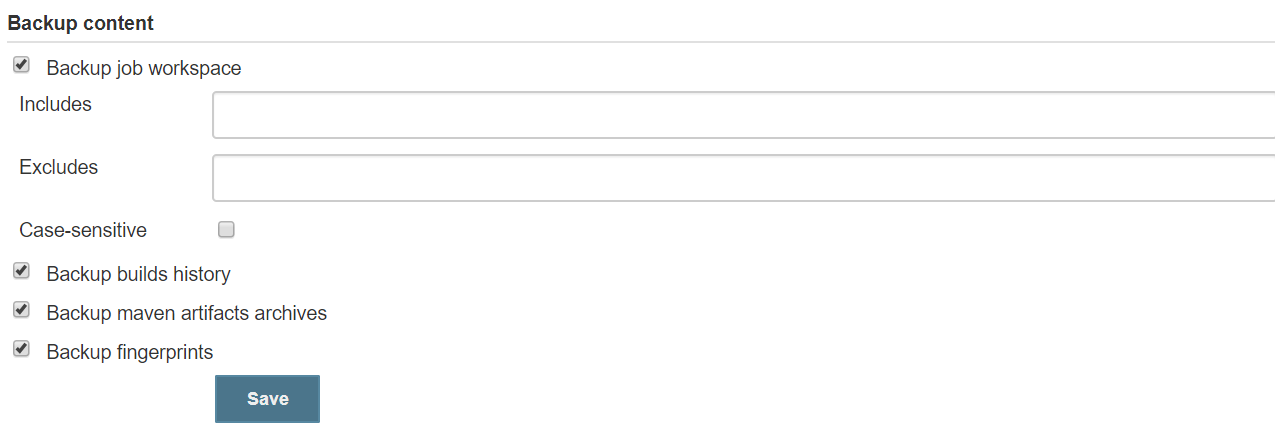 Backup content
Backup job workspace
Includes
Excludes
Case-sensitive
Backup builds history
Backup maven artifacts archives
Backup fingerprints
Save